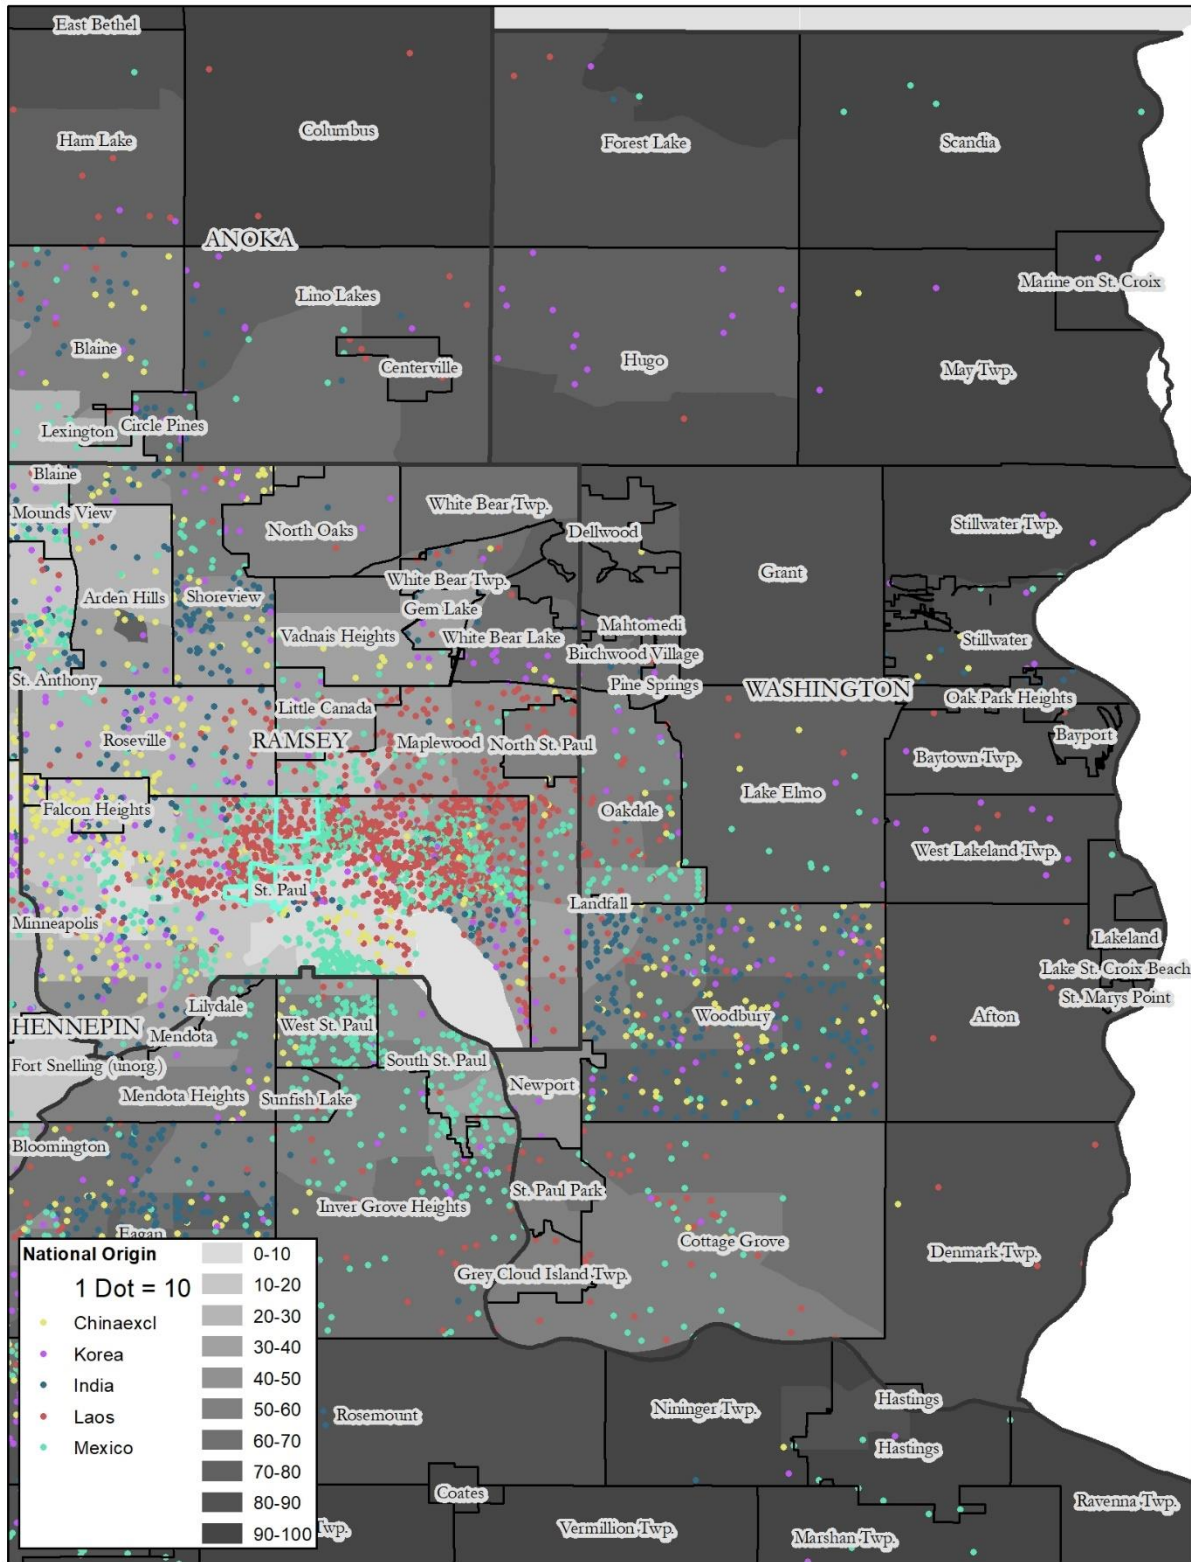 East Bethel
Ham Lake
Columbus
Forest Lake
Scandia
ANOKA
Lino Lakes
Marine on St. Croix
Blaine
Centerville
Hugo
May Twp.
Lexington
Circle Pines
Blaine
Mounds View
North Oaks
White Bear Twp.
Dellwood
Stillwater Twp.
Grant
White Bear Twp.
Arden Hills
Shoreview
Gem Lake
Vadnais Heights
White Bear Lake
Mahtomedi
Birchwood Village
Stillwater
St. Anthony
Pine Springs
WASHINGTON
Oak Park Heights
Little Canada
Roseville
RAMSEY
Maplewood
North St. Paul
Bayport
Baytown Twp.
Falcon Heights
Oakdale
Lake Elmo
West Lakeland Twp.
St. Paul
Landfall
Minneapolis
Lakeland
Lake St. Croix Beach
St. Marys Point
Lilydale
Woodbury
Afton
HENNEPIN
Mendota
West St. Paul
Fort Snelling (unorg.)
South St. Paul
Mendota Heights
Sunfish Lake
Newport
Bloomington
St. Paul Park
Inver Grove Heights
Eagan
Cottage Grove
Denmark Twp.
Grey Cloud Island Twp.
National Origin
1 Dot = 10
Chinaexcl
Korea
India
Laos
Mexico
0-10
10-20
20-30
30-40
40-50
50-60
60-70
70-80
80-90
90-100
Rosemount
Nininger Twp.
Hastings
Hastings
Coates
Ravenna Twp.
Twp.
Vermillion Twp.
Marshan Twp.